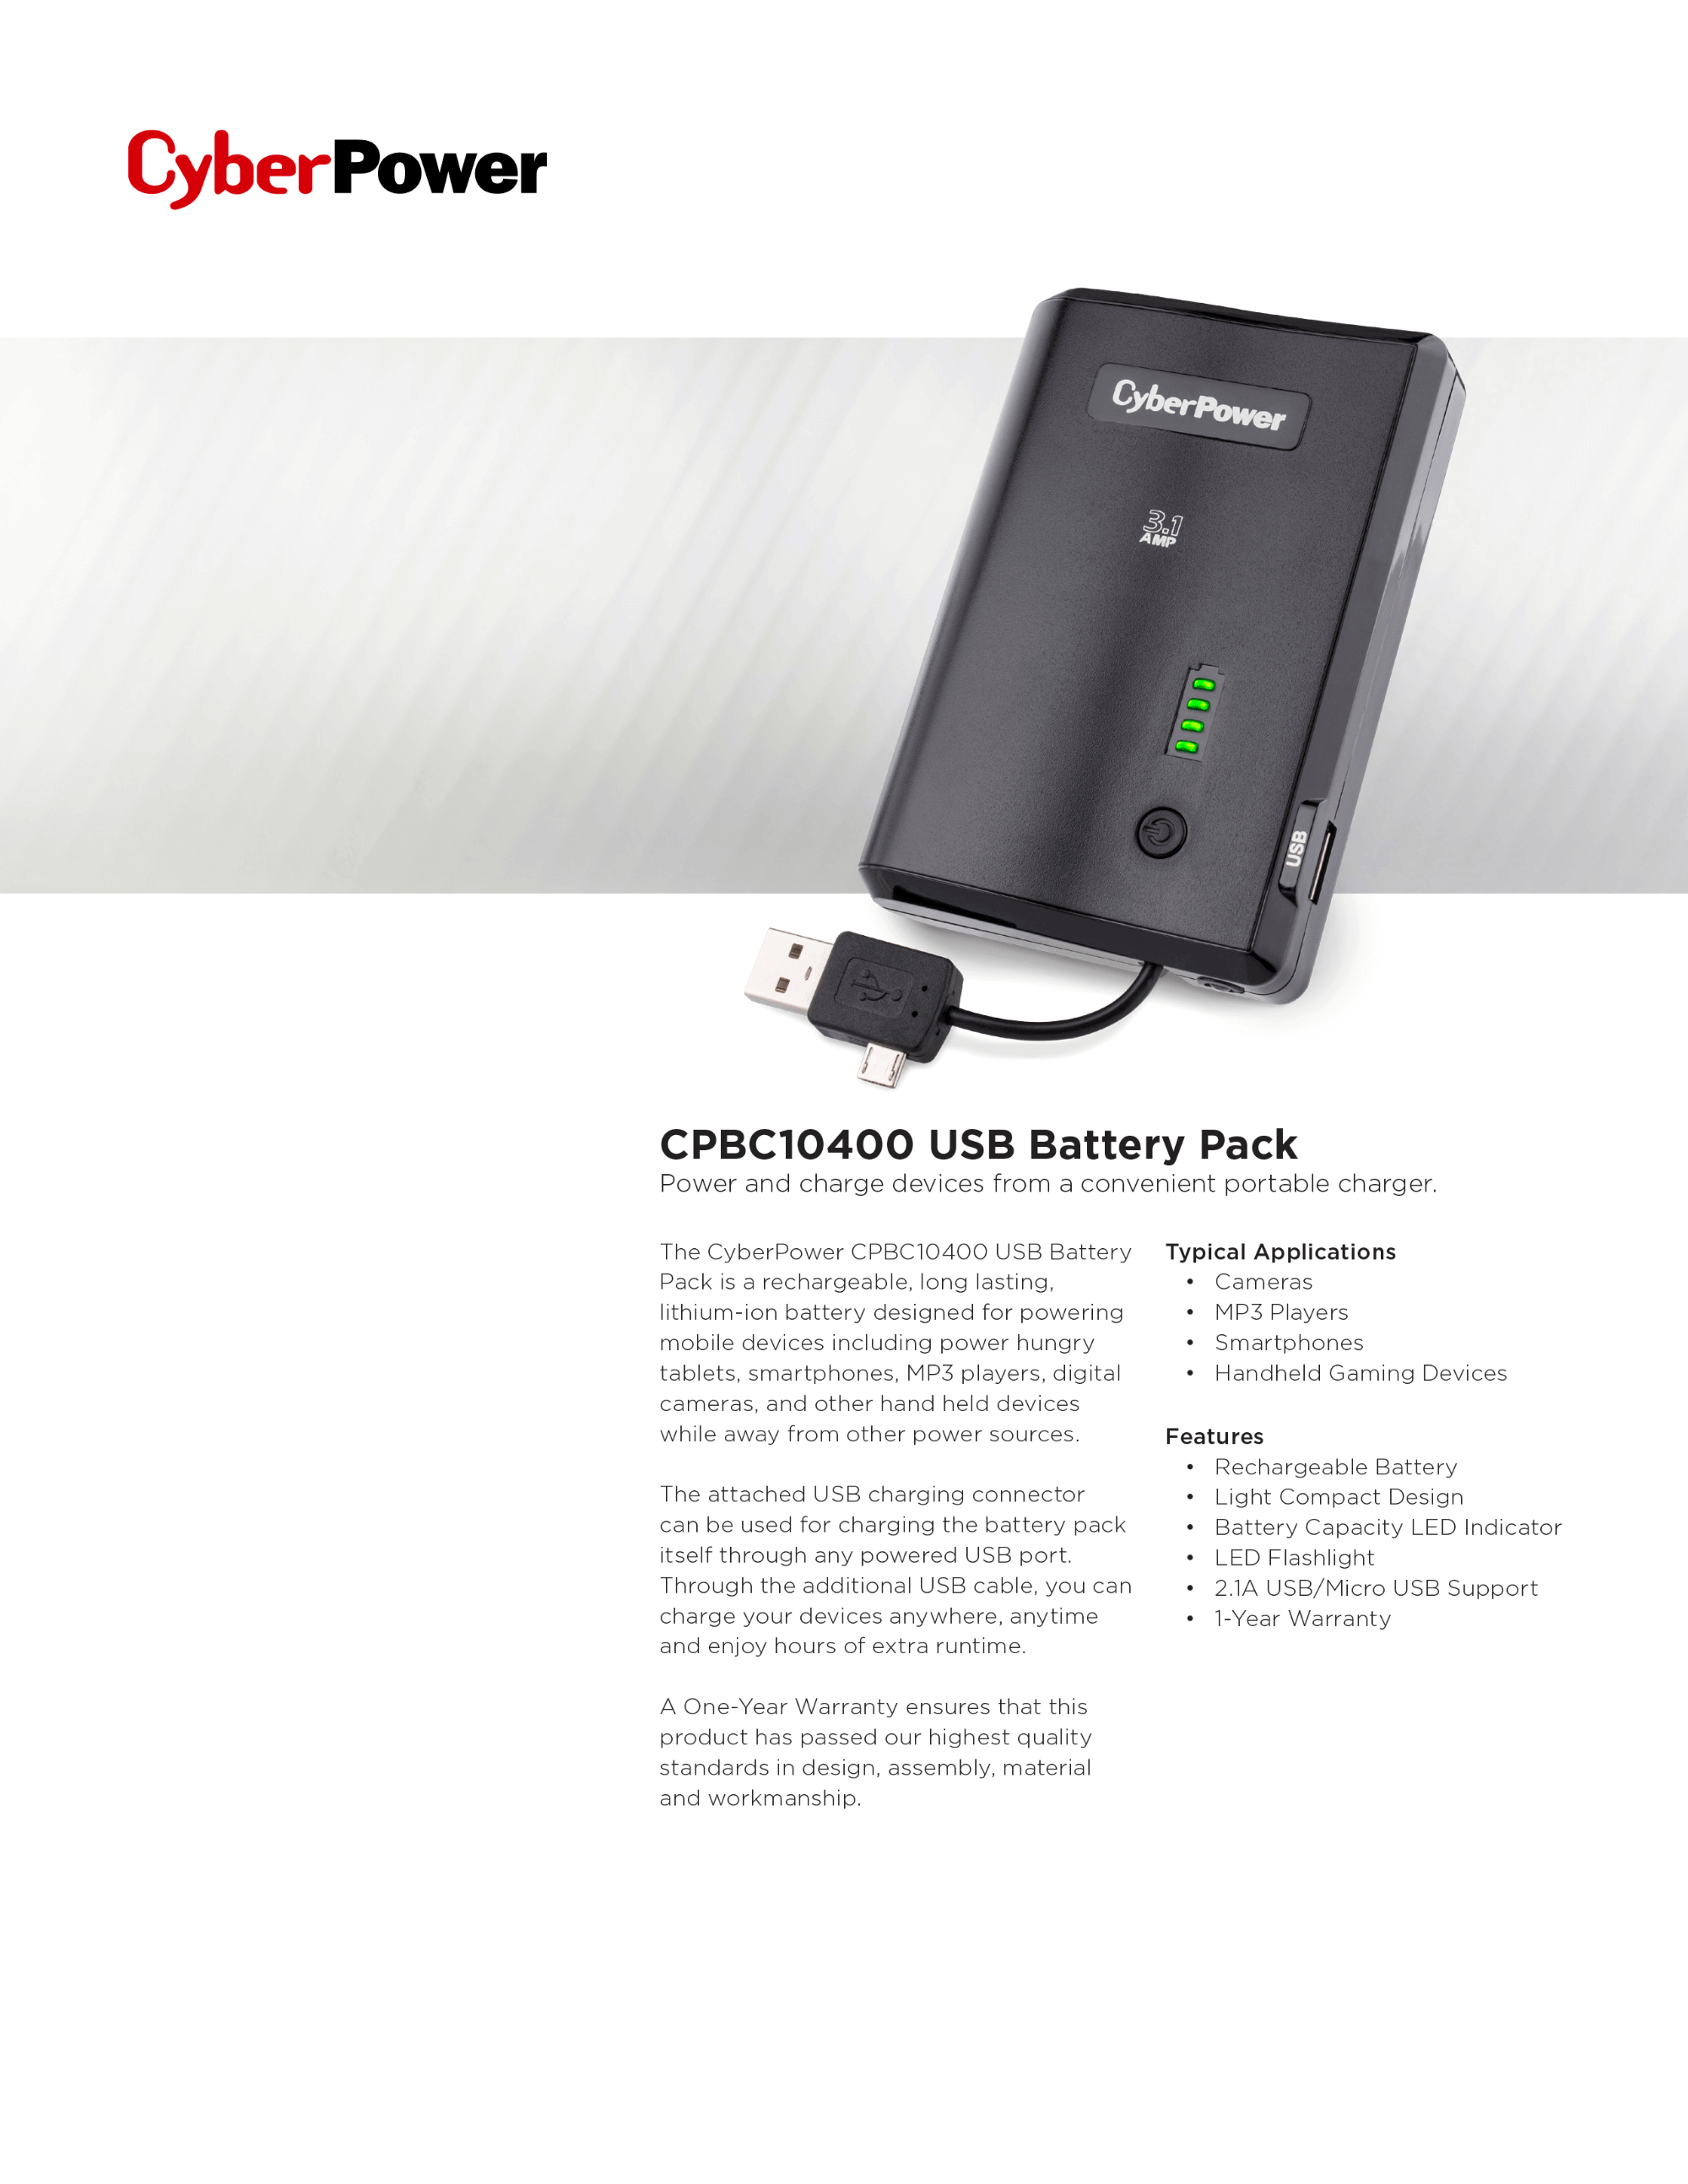 CyberPower
CyberPower
3.1
AMP
USB
CPBC10400 USB Battery Pack
Power and charge devices from a convenient portable charger.
The CyberPower CPBC10400 USB Battery
Pack is a rechargeable, long lasting,
lithium-ion battery designed for powering
mobile devices including power hungry
tablets, smartphones, MP3 players, digital
cameras, and other hand held devices
while away from other power sources.
The attached USB charging connector
can be used for charging the battery pack
itself through any powered USB port.
Through the additional USB cable, you can
charge your devices anywhere, anytime
and enjoy hours of extra runtime.
A One-Year Warranty ensures that this
product has passed our highest quality
standards in design, assembly, material
and workmanship.
Typical Applications
• Cameras
• MP3 Players
• Smartphones
• Handheld Gaming Devices
Features
• Rechargeable Battery
• Light Compact Design
• Battery Capacity LED Indicator
• LED Flashlight
• 2.1A USB/Micro USB Support
• 1-Year Warranty